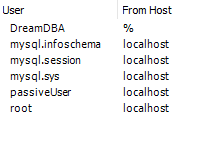 User From Host
DreamDBA %
mysql.infoschema localhost
mysql.session localhost
mysql.sys localhost
passiveUser localhost
root localhost